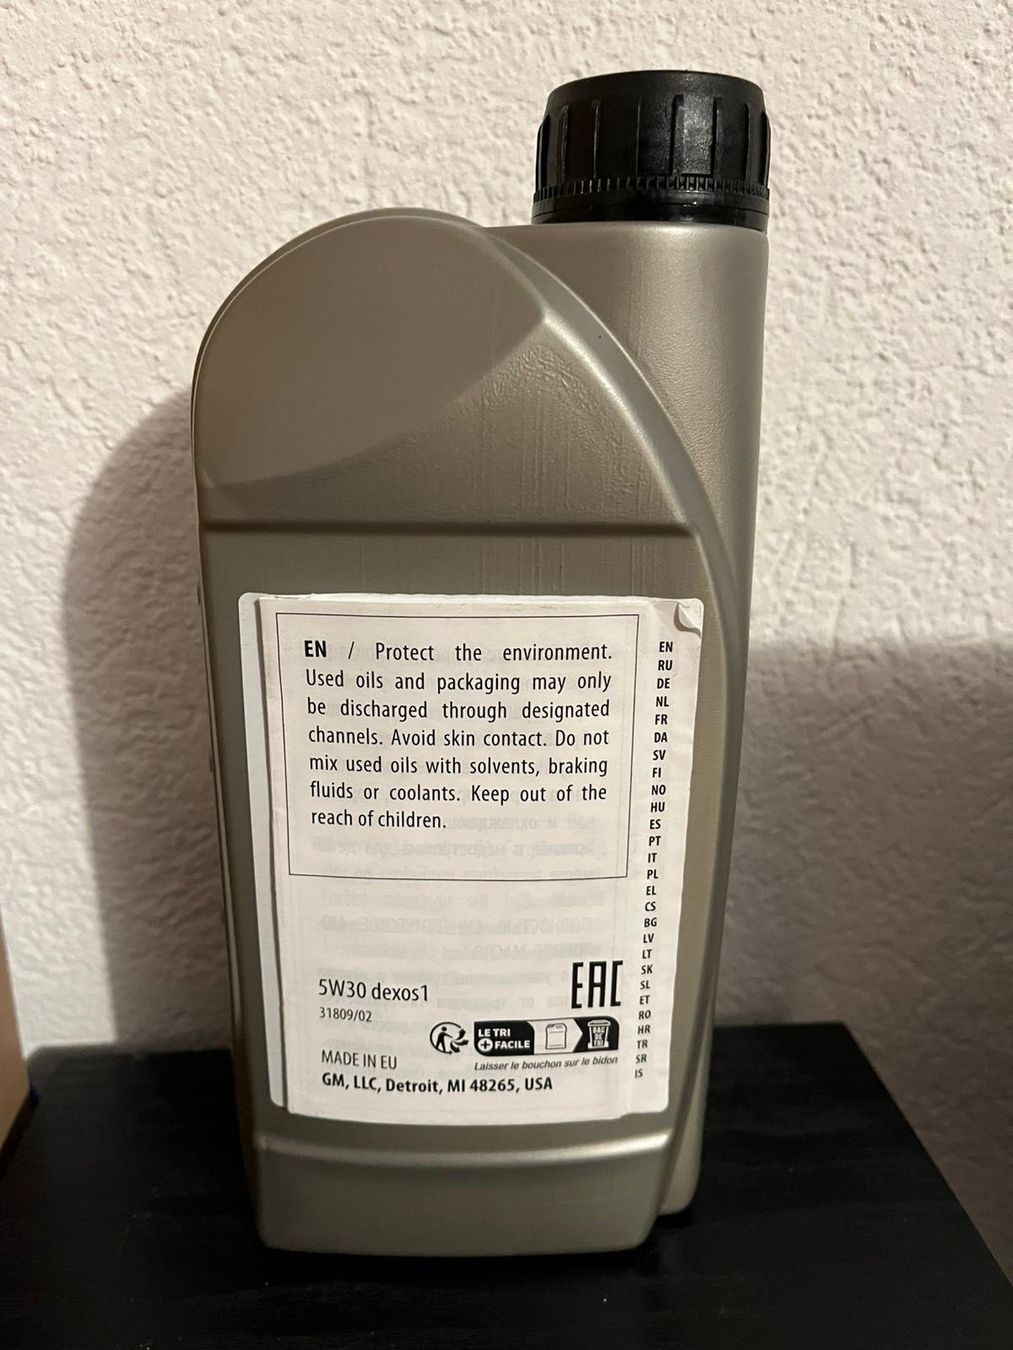 EN / Protect the environment.
Used oils and packaging may only
be discharged through designated
channels. Avoid skin contact. Do not
mix used oils with solvents, braking
fluids or coolants. Keep out of the
reach of children.
5W30 dexos1
31809/02
EAC
LE TRI
+ FACILE
BAC
DE TRI
Laisser le bouchon sur le bidon
MADE IN EU
GM, LLC, Detroit, MI 48265, USA
EN
RU
DE
NL
FR
DA
SV
FI
NO
HU
ES
PT
IT
PL
EL
CS
BG
LV
LT
SK
SL
ET
RO
HR
TR
SR
IS